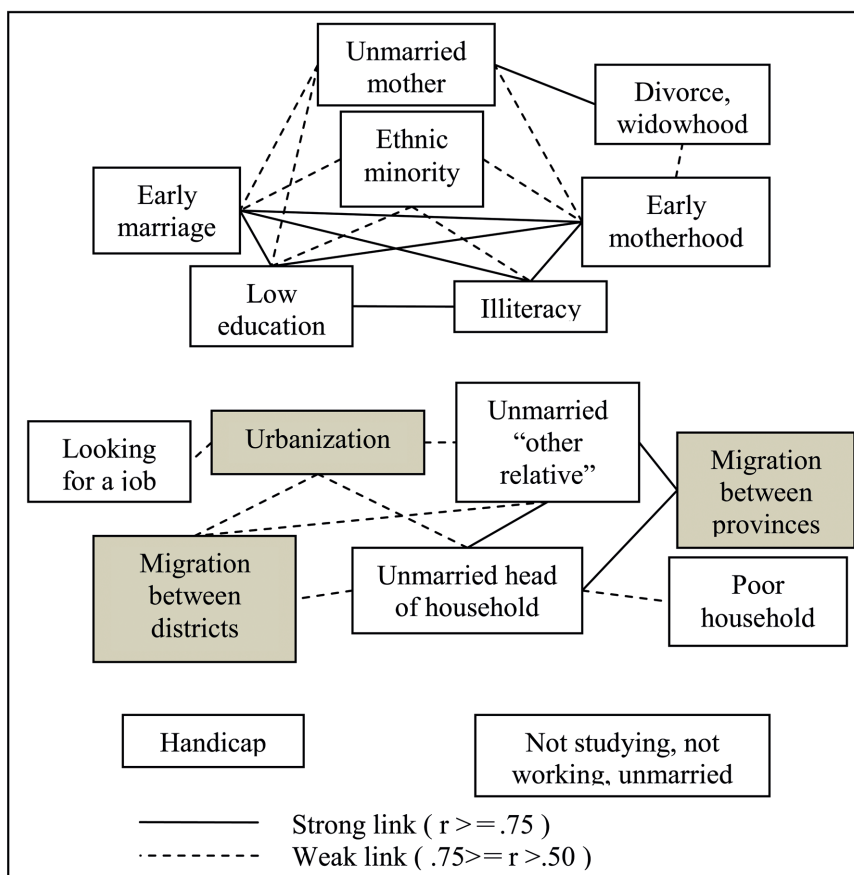 Unmarried
mother
Divorce,
widowhood
Ethnic
minority
Early
marriage
Early
motherhood
Low
education
Illiteracy
Looking
for a job
Urbanization
Unmarried
“other
relative”
Migration
between
provinces
Migration
between
districts
Unmarried head
of household
Poor
household
Handicap
Not studying, not
working, unmarried
Strong link ( r >=.75 )
Weak link ( .75>= r >.50 )